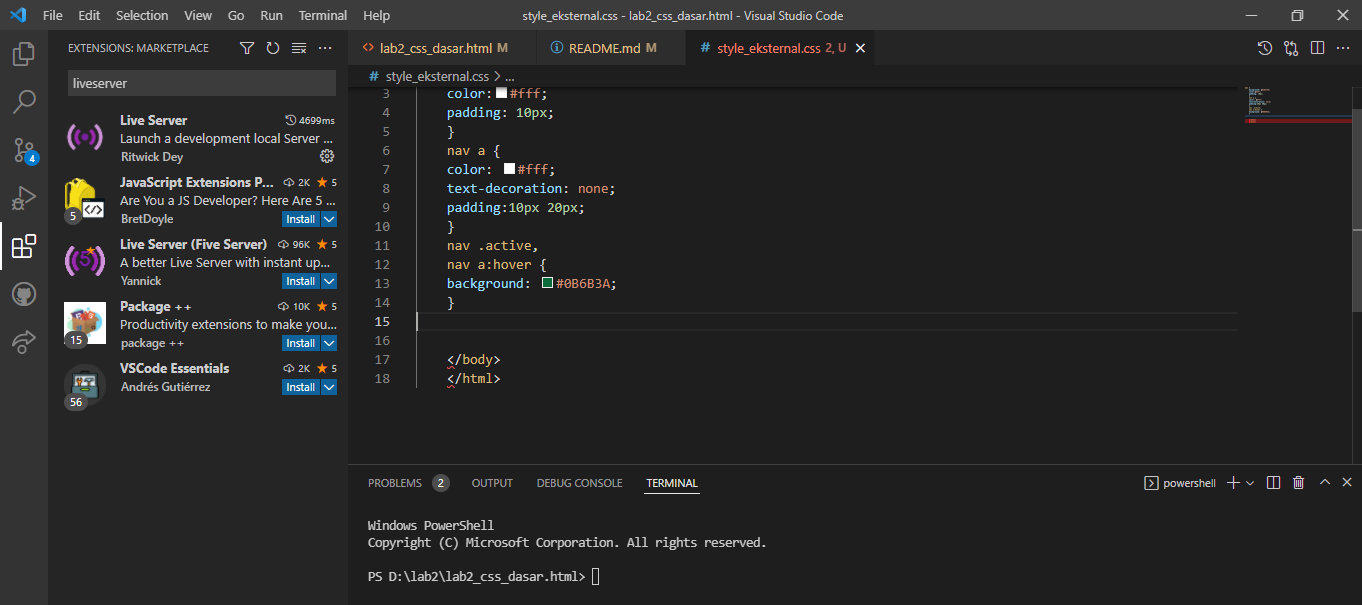 File Edit Selection View Go Run Terminal Help
style_eksternal.css - lab2_css_dasar.html - Visual Studio Code
EXTENSIONS: MARKETPLACE
liveserver
Live Server 4699ms
Launch a development local Server ...
Ritwick Dey
JavaScript Extensions P... 2K 5
Are You a JS Developer? Here Are 5 ...
BretDoyle Install
5
Live Server (Five Server) 96K 5
A better Live Server with instant up...
Yannick Install
5
Package ++ 10K 5
Productivity extensions to make you...
package ++ Install
15
VSCode Essentials 2K 5
Andrés Gutiérrez Install
56
4
<> lab2_css_dasar.html M
README.md M
# style_eksternal.css 2, U
# style_eksternal.css > ...
3 color: #fff;
4 padding: 10px;
5 }
6 nav a {
7 color: #fff;
8 text-decoration: none;
9 padding:10px 20px;
10 }
11 nav .active,
12 nav a:hover {
13 background: #0B6B3A;
14 }
15
16
17 </body>
18 </html>
PROBLEMS 2 OUTPUT DEBUG CONSOLE TERMINAL
powershell
Windows PowerShell
Copyright (C) Microsoft Corporation. All rights reserved.
PS D:\lab2\lab2_css_dasar.html>